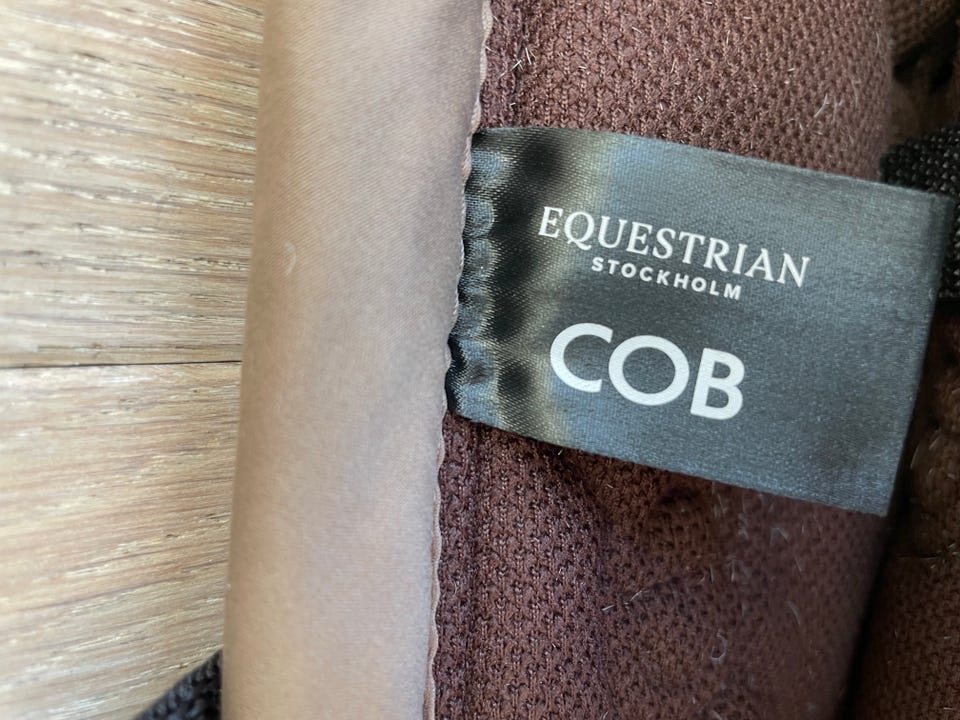 EQUESTRIAN
STOCKHOLM
COB